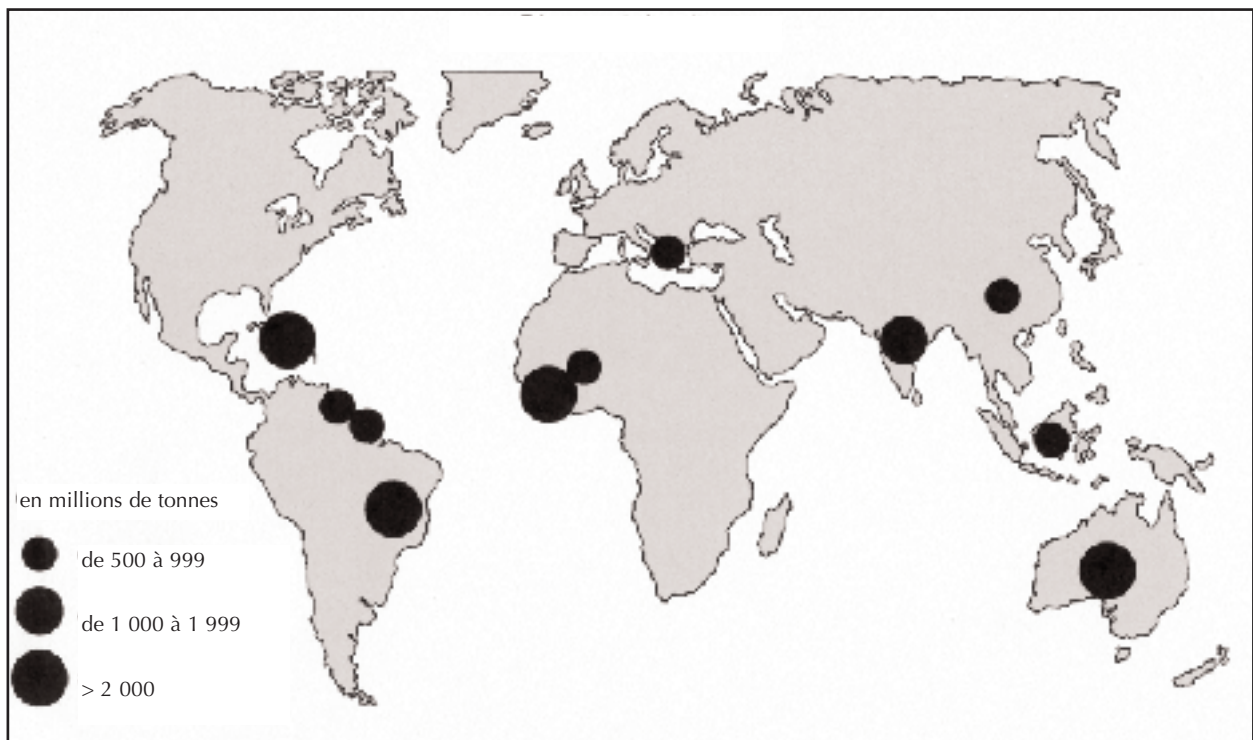 en millions de tonnes
de 500 à 999
de 1 000 à 1 999
> 2 000